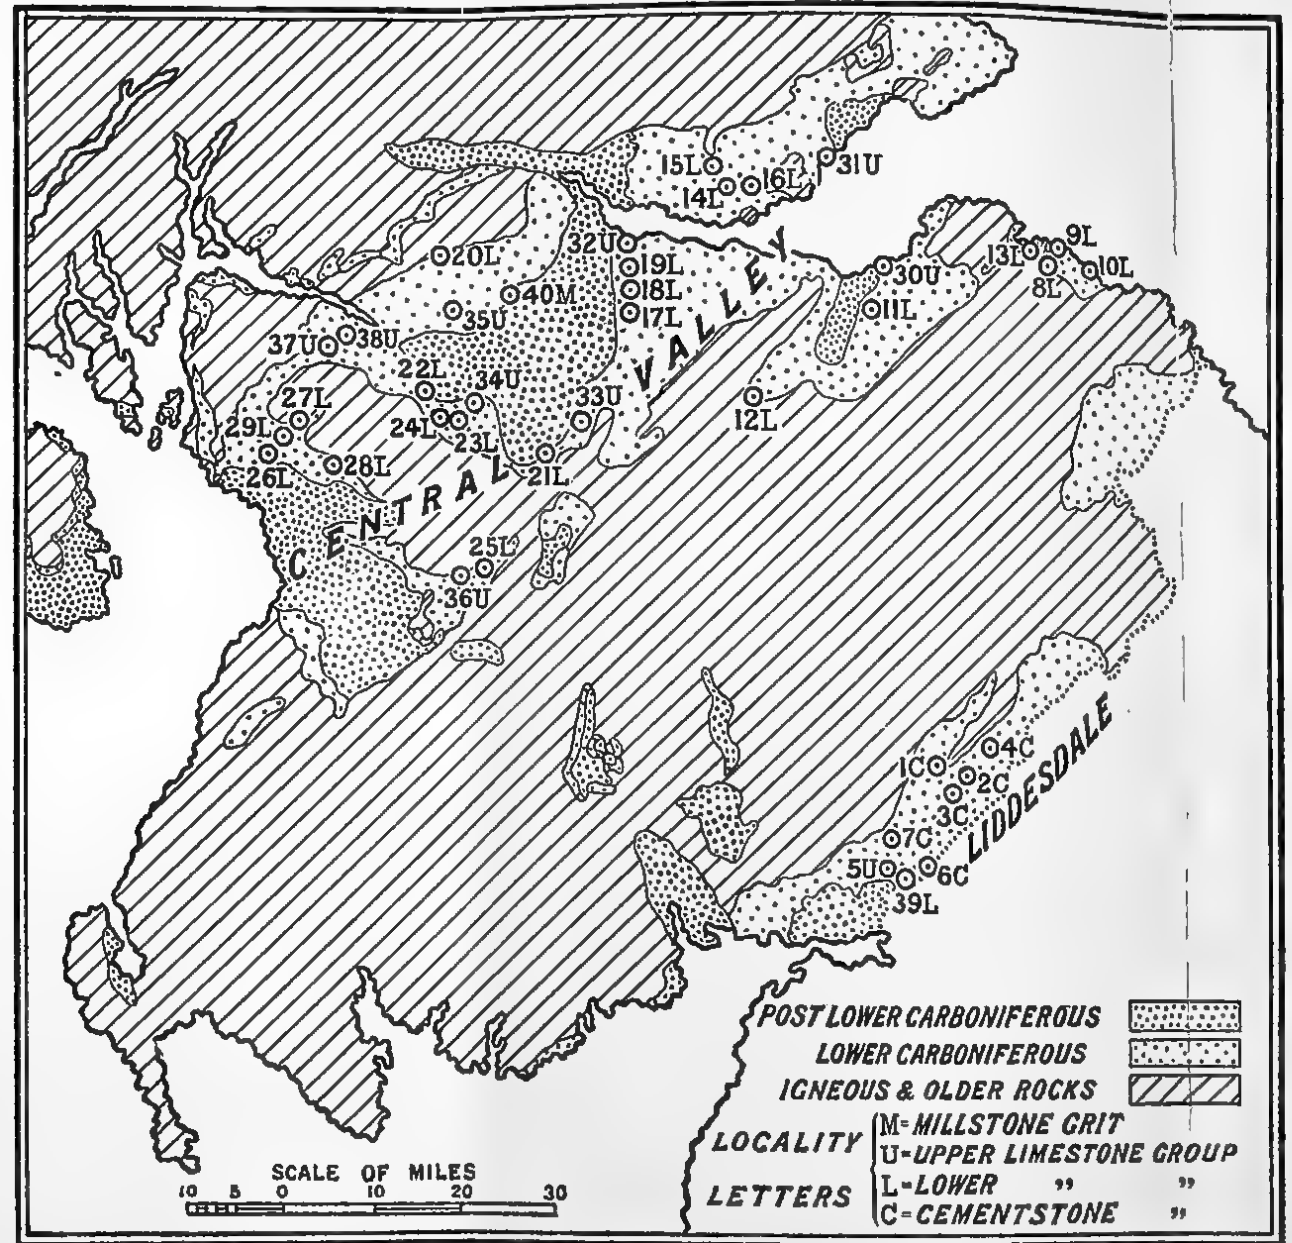 15L
14L
16L
31U
32U
20L
19L
18L
17L
40M
35U
37U
38U
22L
34U
27L
24L
23L
33U
29L
26L
28L
21L
12L
11L
30U
13L
9L
8L
10L
CENTRAL VALLEY
25L
36U
1C
4C
2C
3C
7C
5U
6C
39L
LIDDESDALE
POST LOWER CARBONIFEROUS
LOWER CARBONIFEROUS
IGNEOUS & OLDER ROCKS
LOCALITY LETTERS
M=MILLSTONE GRIT
U=UPPER LIMESTONE GROUP
L=LOWER " "
C=CEMENTSTONE "
SCALE OF MILES
10 5 0 10 20 30